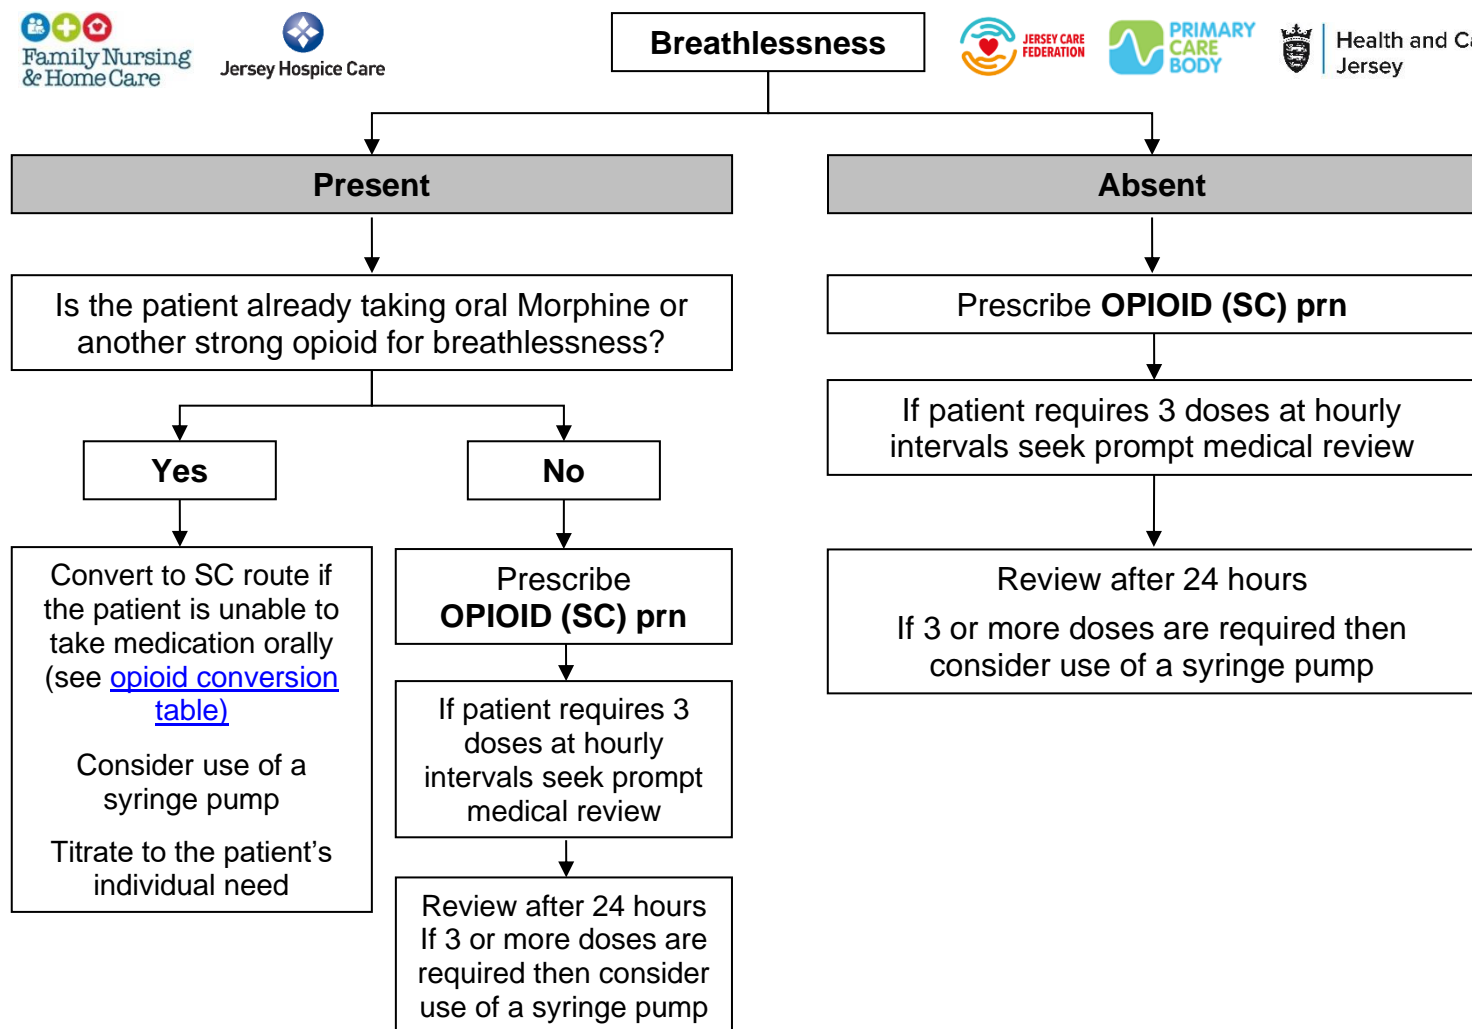 Family Nursing
& Home Care
Jersey Hospice Care
Breathlessness
JERSEY CARE
FEDERATION
PRIMARY
CARE
BODY
Health and Ca
Jersey
Present
Absent
Is the patient already taking oral Morphine or
another strong opioid for breathlessness?
Prescribe OPIOID (SC) prn
If patient requires 3 doses at hourly
intervals seek prompt medical review
Yes
No
Convert to SC route if
the patient is unable to
take medication orally
(see opioid conversion
table)
Consider use of a
syringe pump
Titrate to the patient’s
individual need
Prescribe
OPIOID (SC) prn
If patient requires 3
doses at hourly
intervals seek prompt
medical review
Review after 24 hours
If 3 or more doses are
required then consider
use of a syringe pump
Review after 24 hours
If 3 or more doses are required then
consider use of a syringe pump